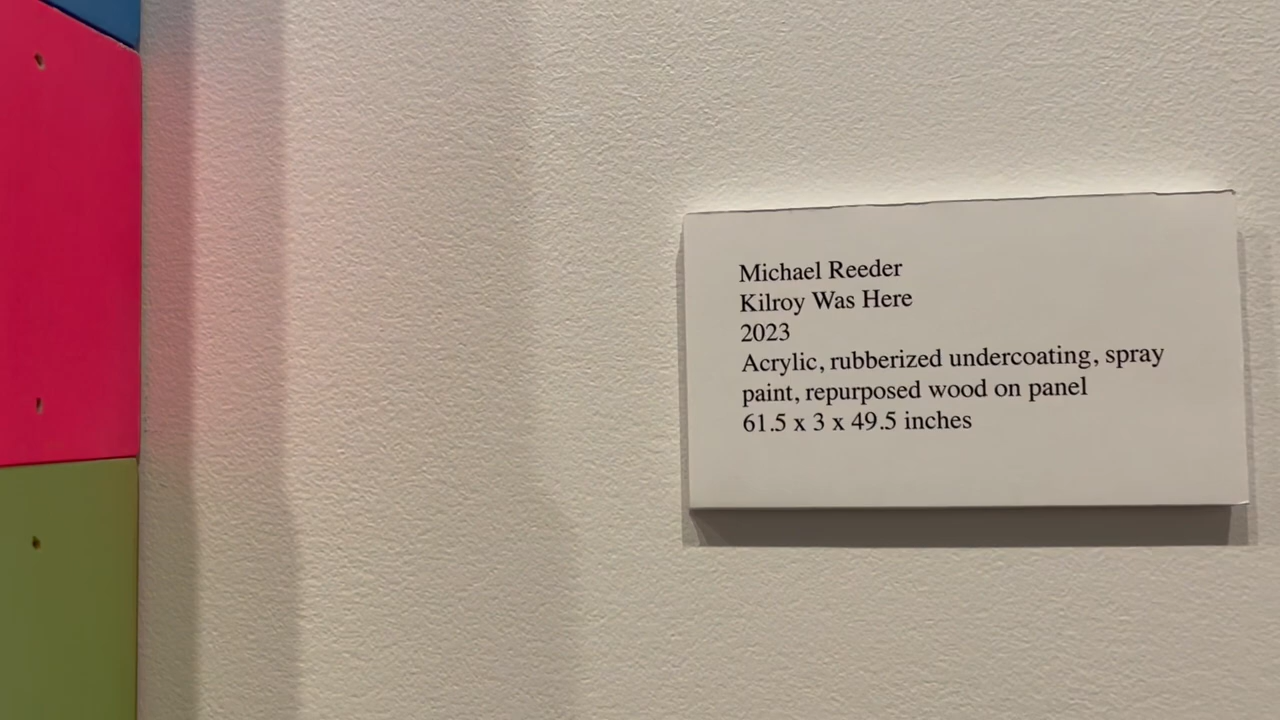 Michael Reeder
Kilroy Was Here
2023
Acrylic, rubberized undercoating, spray
paint, repurposed wood on panel
61.5 x 3 x 49.5 inches